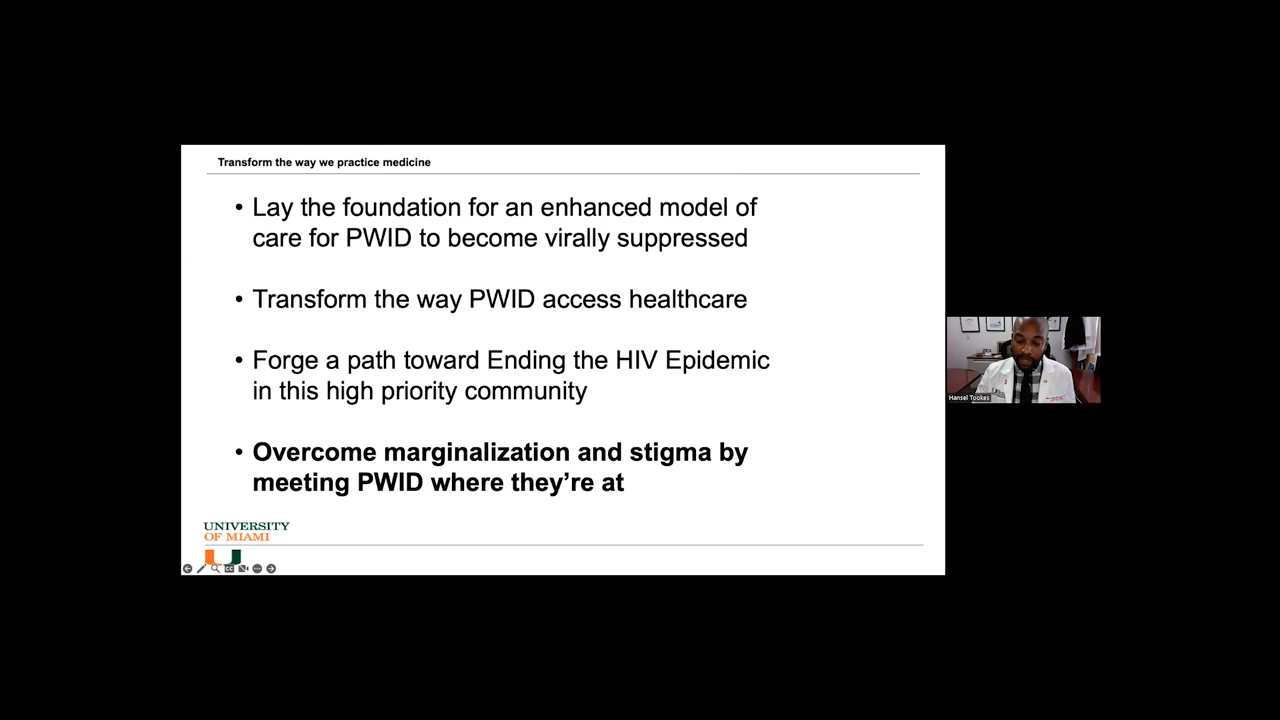 Transform the way we practice medicine
• Lay the foundation for an enhanced model of
care for PWID to become virally suppressed
• Transform the way PWID access healthcare
• Forge a path toward Ending the HIV Epidemic
in this high priority community
• Overcome marginalization and stigma by
meeting PWID where they’re at
UNIVERSITY
OF MIAMI
Hansel Tookes